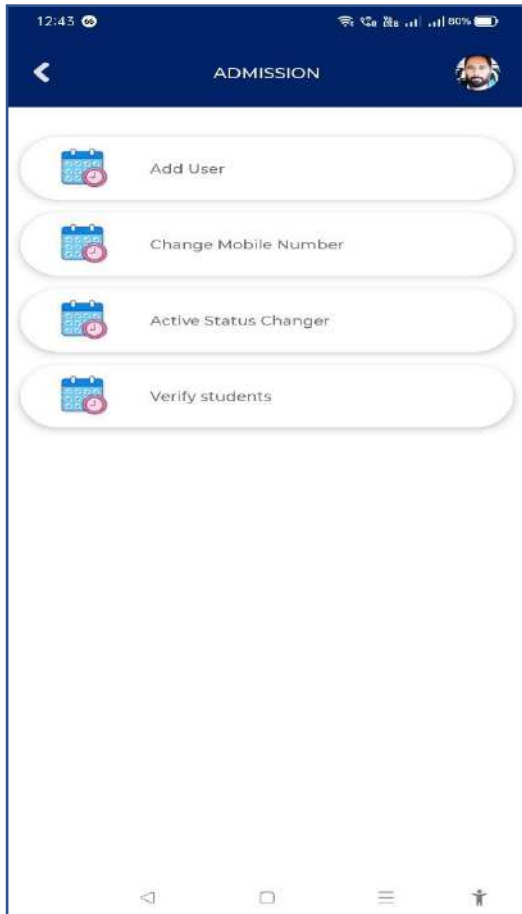 12:43
80%
ADMISSION
Add User
Change Mobile Number
Active Status Changer
Verify students